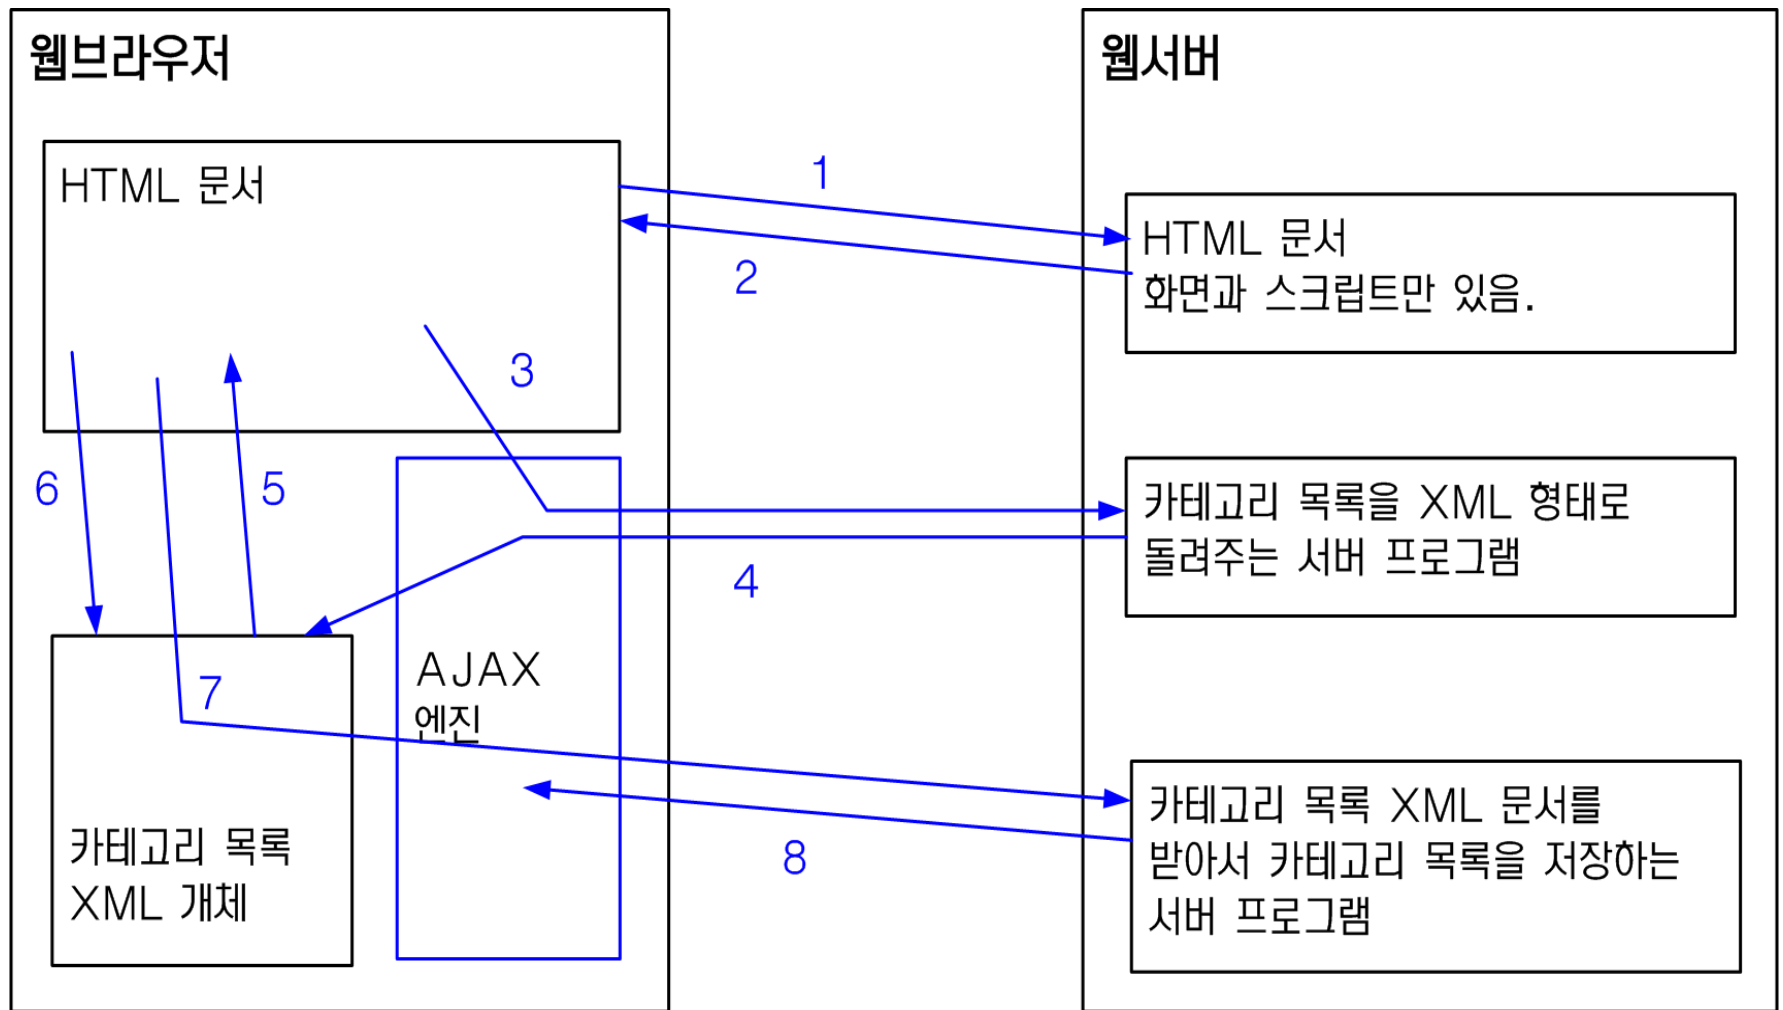 웹브라우저
HTML 문서
3
6
5
7
AJAX
엔진
카테고리 목록
XML 개체
1
2
4
8
웹서버
HTML 문서
화면과 스크립트만 있음.
카테고리 목록을 XML 형태로
돌려주는 서버 프로그램
카테고리 목록 XML 문서를
받아서 카테고리 목록을 저장하는
서버 프로그램